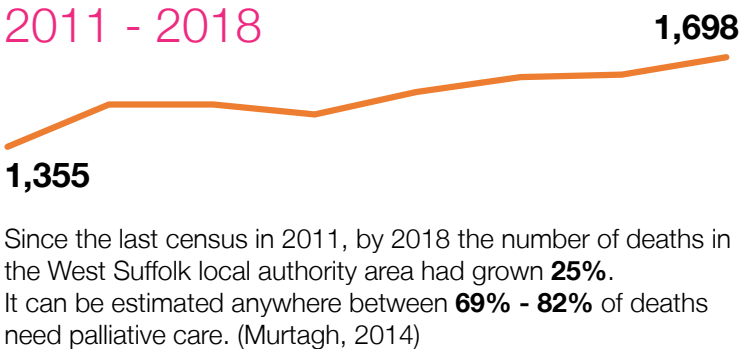 2011 - 2018
1,698
1,355
Since the last census in 2011, by 2018 the number of deaths in
the West Suffolk local authority area had grown 25%.
It can be estimated anywhere between 69% - 82% of deaths
need palliative care. (Murtagh, 2014)